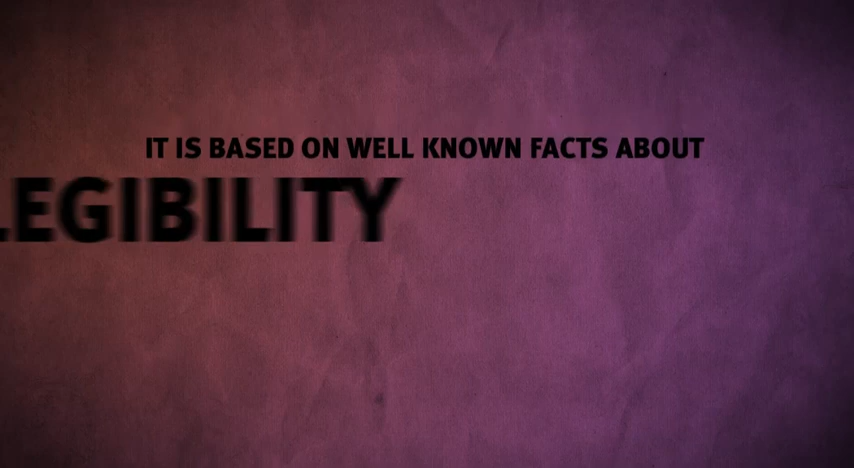 IT IS BASED ON WELL KNOWN FACTS ABOUT
LEGIBILITY